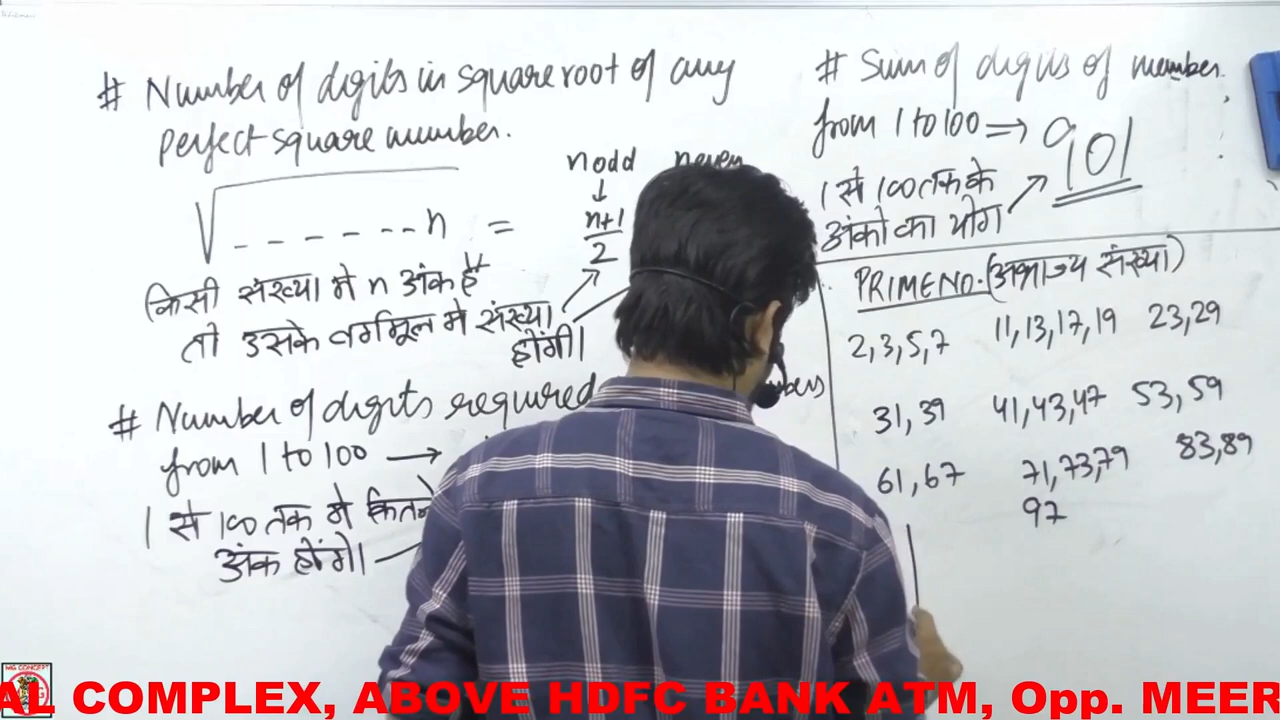 # Number of digits in square root of any
perfect square number.
n odd
n even
↓
√ _ _ _ _ _ _ _ n = n+1
2
किसी संख्या मे n अंक है
तो उसके वर्गमूल मे संख्या
होंगी।
# Number of digits required
from 1 to 100 →
1 से 100 तक मे कितने
अंक होंगे।
# Sum of digits of number
from 1 to 100 ⇒ 901
1 से 100 तक के
अंको का योग
PRIME NO. (अभाज्य संख्या)
2,3,5,7 11,13,17,19 23,29
31,39 41,43,47 53,59
61,67 71,73,79 83,89
97
AL COMPLEX, ABOVE HDFC BANK ATM, Opp. MEER